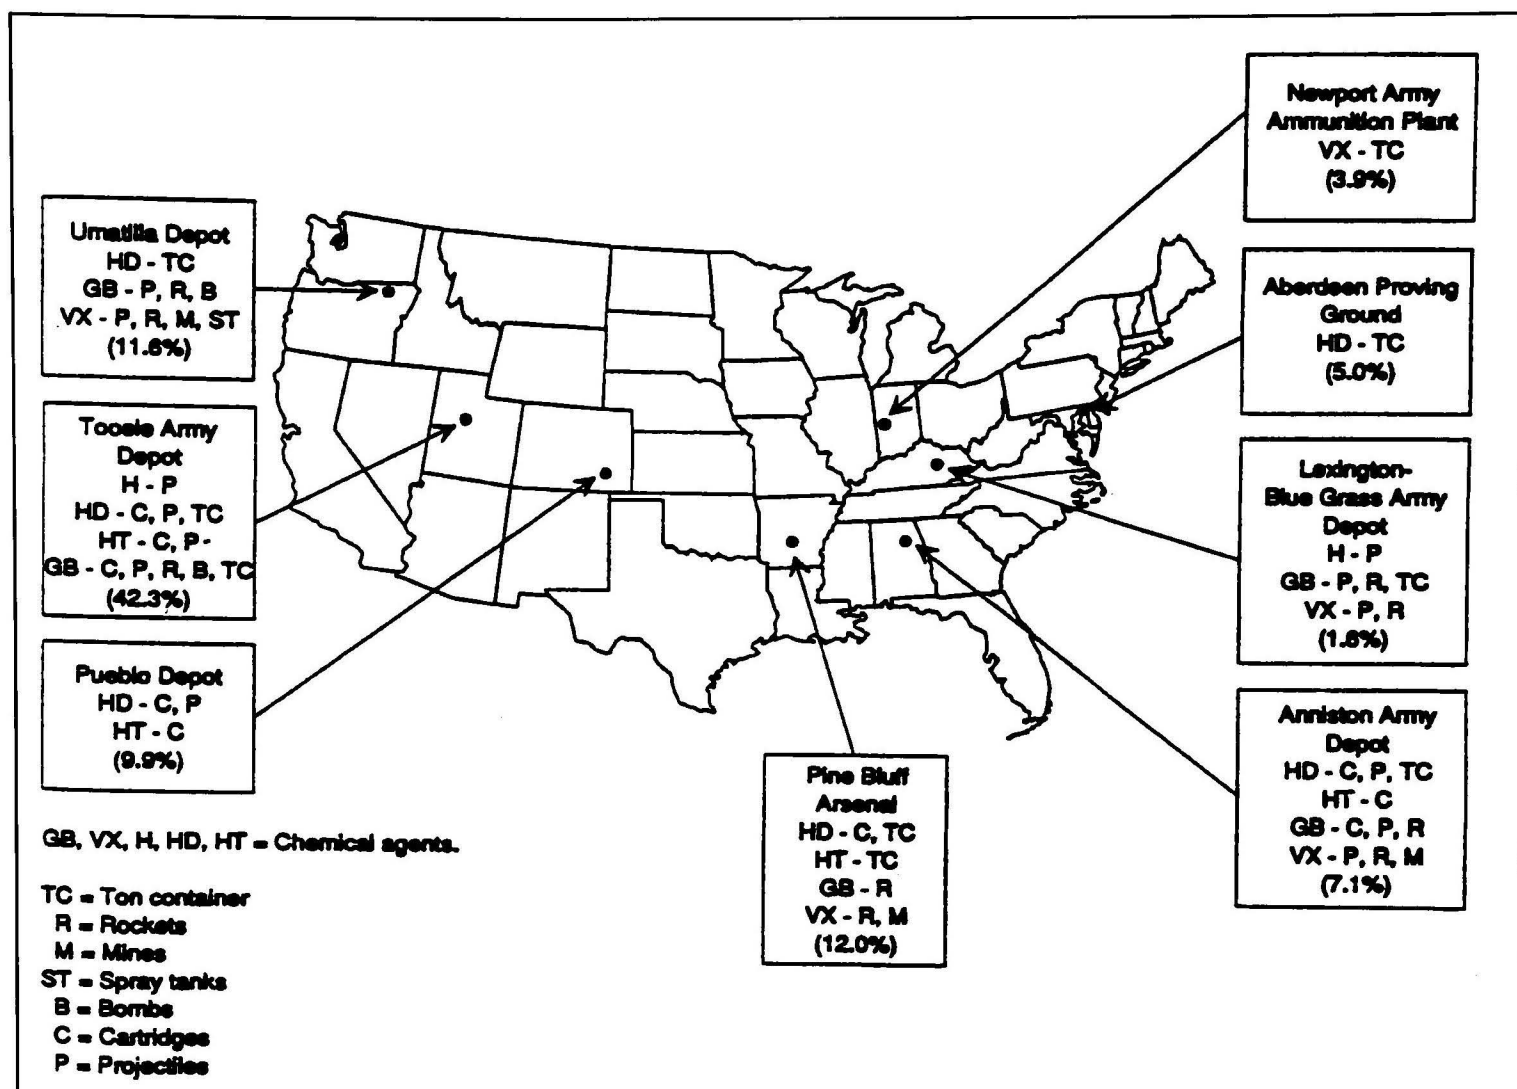 Newport Army
Ammunition Plant
VX - TC
(3.9%)
Umatilla Depot
HD - TC
GB - P, R, B
VX - P, R, M, ST
(11.6%)
Aberdeen Proving
Ground
HD - TC
(5.0%)
Tooele Army
Depot
H - P
HD - C, P, TC
HT - C, P -
GB - C, P, R, B, TC
(42.3%)
Lexington-
Blue Grass Army
Depot
H - P
GB - P, R, TC
VX - P, R
(1.6%)
Pueblo Depot
HD - C, P
HT - C
(9.9%)
Anniston Army
Depot
HD - C, P, TC
HT - C
GB - C, P, R
VX - P, R, M
(7.1%)
Pine Bluff
Arsenal
HD - C, TC
HT - TC
GB - R
VX - R, M
(12.0%)
GB, VX, H, HD, HT = Chemical agents.
TC = Ton container
R = Rockets
M = Mines
ST = Spray tanks
B = Bombs
C = Cartridges
P = Projectiles